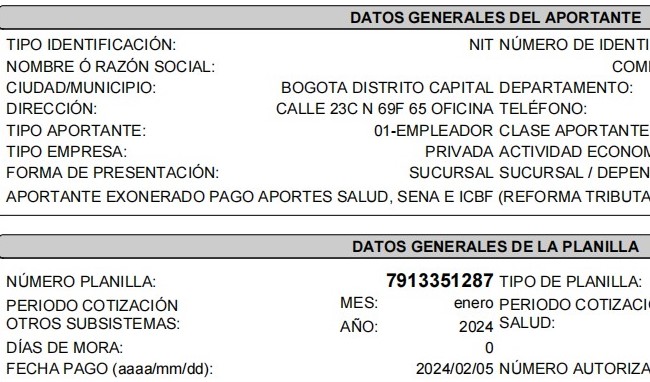 DATOS GENERALES DEL APORTANTE
TIPO IDENTIFICACIÓN: NIT NÚMERO DE IDENTI
NOMBRE Ó RAZÓN SOCIAL: COM
CIUDAD/MUNICIPIO: BOGOTA DISTRITO CAPITAL DEPARTAMENTO:
DIRECCIÓN: CALLE 23C N 69F 65 OFICINA TELÉFONO:
TIPO APORTANTE: 01-EMPLEADOR CLASE APORTANTE
TIPO EMPRESA: PRIVADA ACTIVIDAD ECONOM
FORMA DE PRESENTACIÓN: SUCURSAL SUCURSAL / DEPEN
APORTANTE EXONERADO PAGO APORTES SALUD, SENA E ICBF (REFORMA TRIBUTA
DATOS GENERALES DE LA PLANILLA
NÚMERO PLANILLA: 7913351287 TIPO DE PLANILLA:
PERIODO COTIZACIÓN MES: enero PERIODO COTIZACIÓ
OTROS SUBSISTEMAS: AÑO: 2024 SALUD:
DÍAS DE MORA: 0
FECHA PAGO (aaaa/mm/dd): 2024/02/05 NÚMERO AUTORIZA